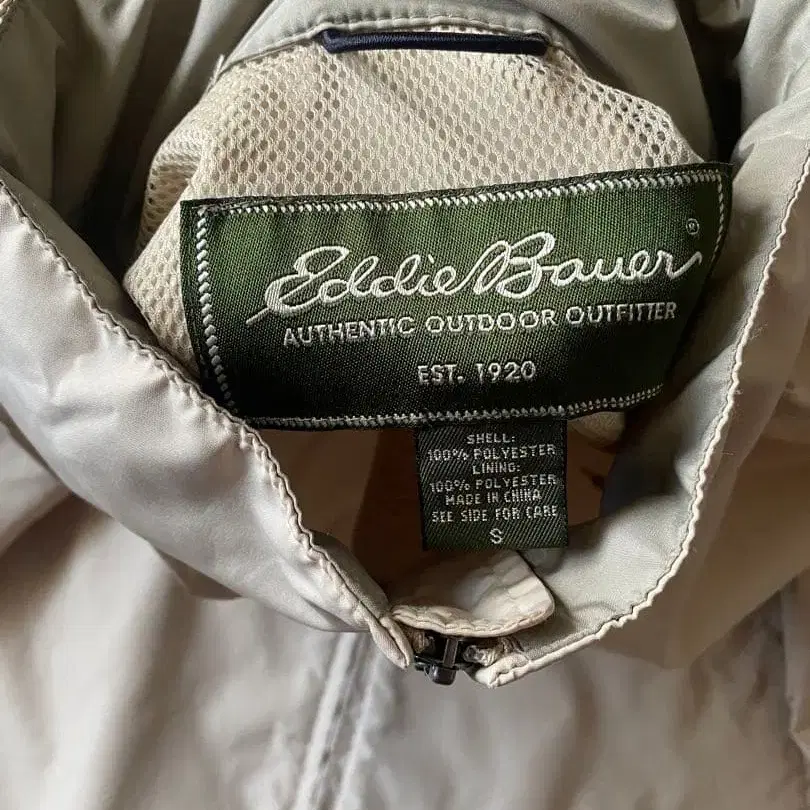 Eddie Bauer®
AUTHENTIC OUTDOOR OUTFITTER
EST. 1920
SHELL:
100% POLYESTER
LINING:
100% POLYESTER
MADE IN CHINA
SEE SIDE FOR CARE
S